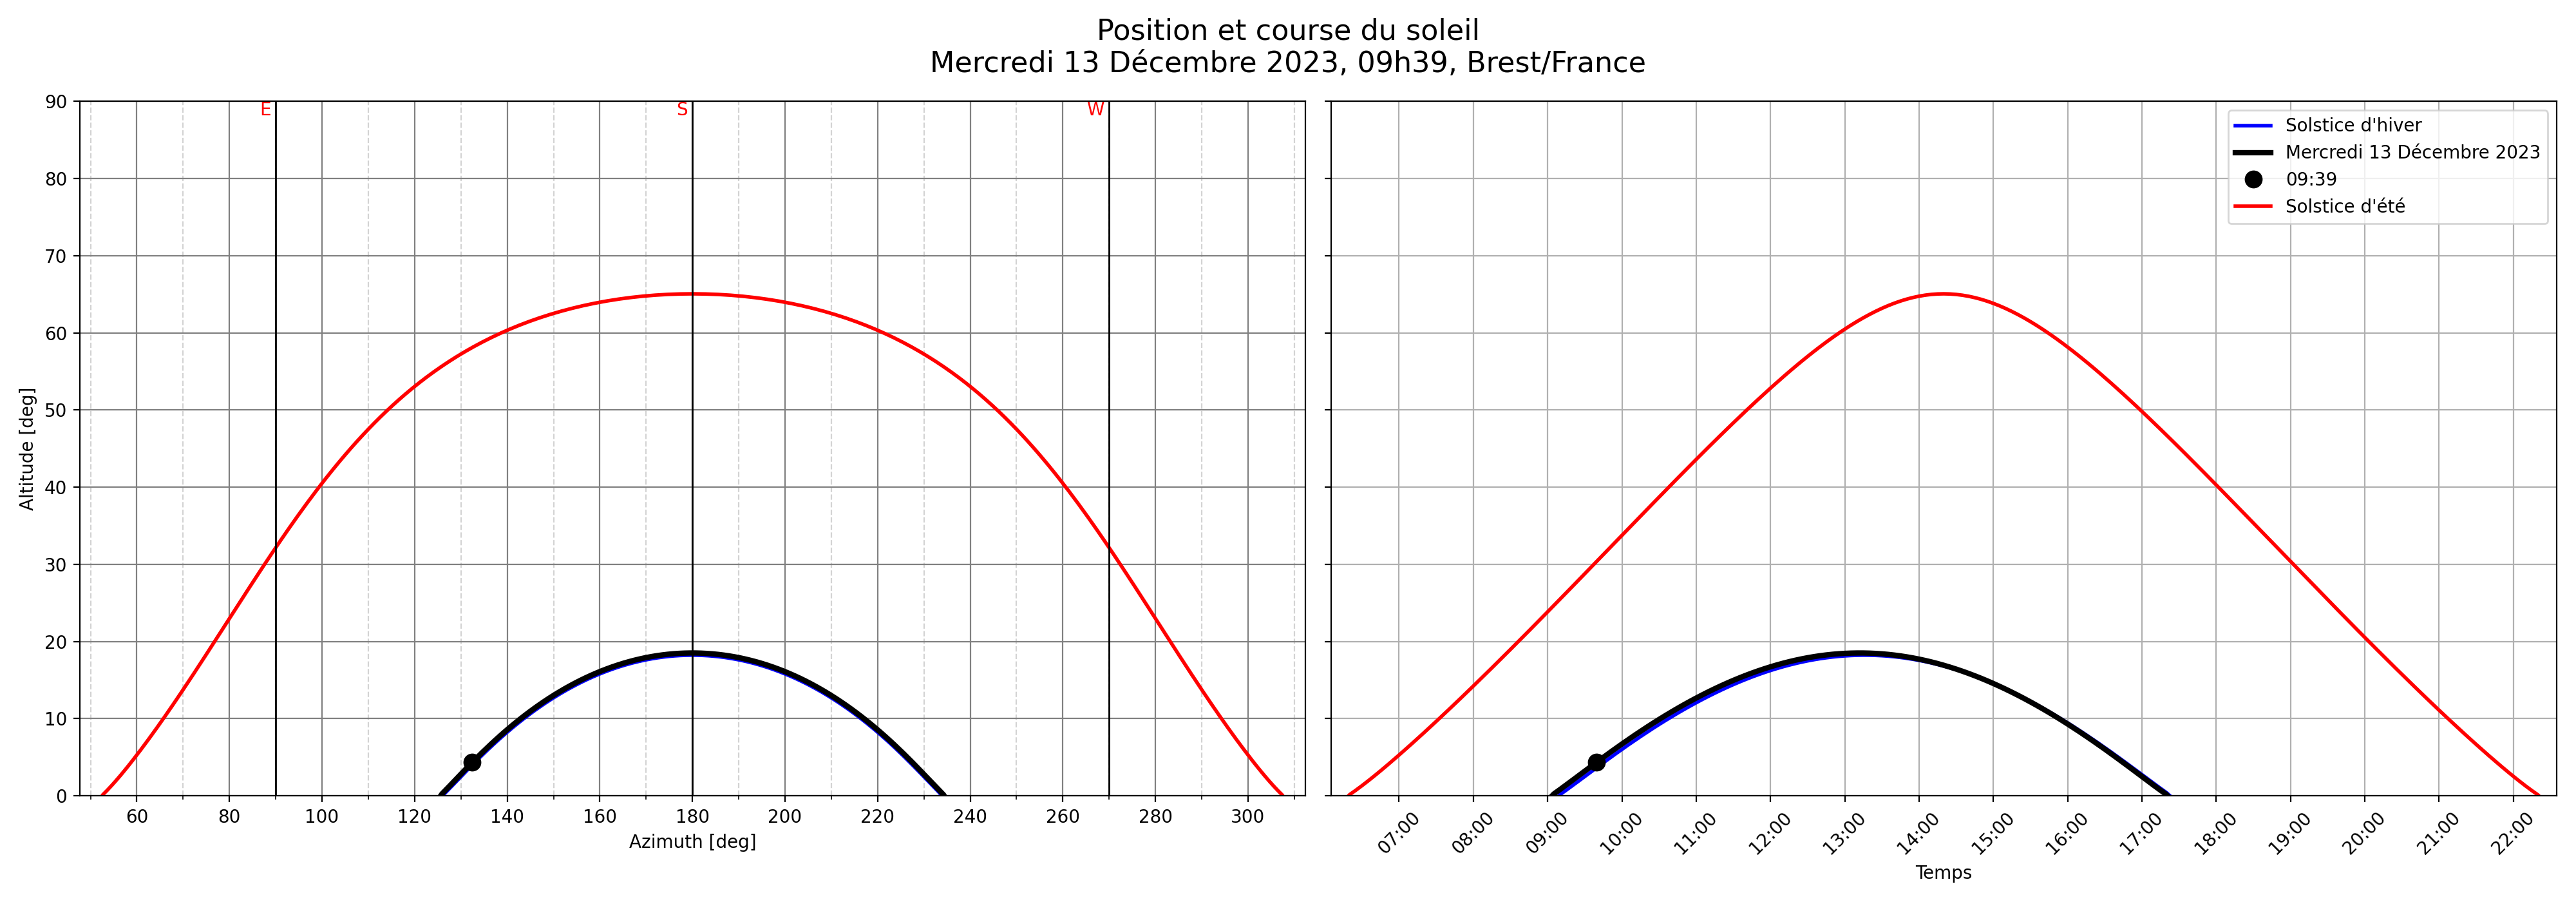 Position et course du soleil
Mercredi 13 Décembre 2023, 09h39, Brest/France
E
S
W
90
80
70
60
50
40
30
20
10
0
Altitude [deg]
60 80 100 120 140 160 180 200 220 240 260 280 300
Azimuth [deg]
Solstice d'hiver
Mercredi 13 Décembre 2023
09:39
Solstice d'été
07:00 08:00 09:00 10:00 11:00 12:00 13:00 14:00 15:00 16:00 17:00 18:00 19:00 20:00 21:00 22:00
Temps